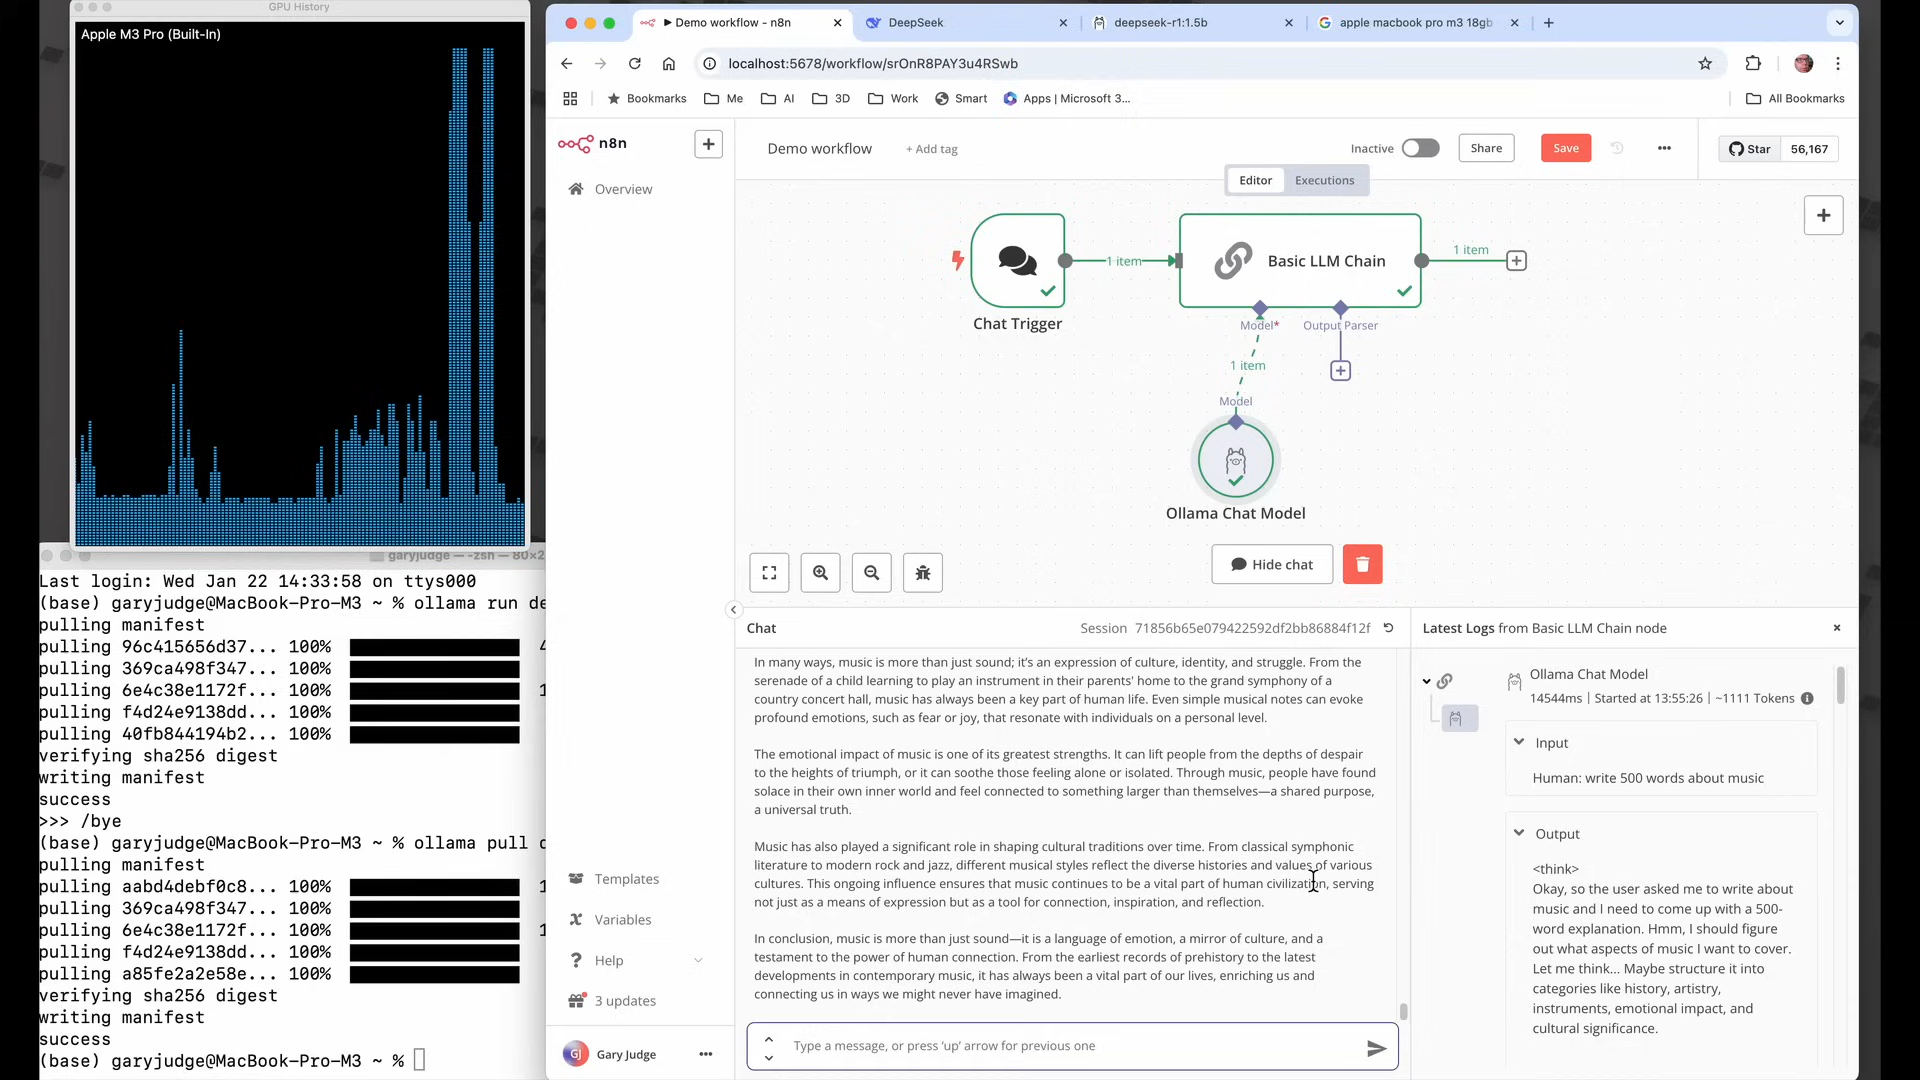 GPU History
Apple M3 Pro (Built-In)
garyjudge — -zsh — 80×2
Last login: Wed Jan 22 14:33:58 on ttys000
(base) garyjudge@MacBook-Pro-M3 ~ % ollama run de
pulling manifest
pulling 96c415656d37... 100%
pulling 369ca498f347... 100%
pulling 6e4c38e1172f... 100%
pulling f4d24e9138dd... 100%
pulling 40fb844194b2... 100%
verifying sha256 digest
writing manifest
success
>>> /bye
(base) garyjudge@MacBook-Pro-M3 ~ % ollama pull d
pulling manifest
pulling aabd4debf0c8... 100%
pulling 369ca498f347... 100%
pulling 6e4c38e1172f... 100%
pulling f4d24e9138dd... 100%
pulling a85fe2a2e58e... 100%
verifying sha256 digest
writing manifest
success
(base) garyjudge@MacBook-Pro-M3 ~ %
▶ Demo workflow - n8n
DeepSeek
deepseek-r1:1.5b
apple macbook pro m3 18gb
localhost:5678/workflow/srOnR8PAY3u4RSwb
Bookmarks
Me
AI
3D
Work
Smart
Apps | Microsoft 3...
All Bookmarks
n8n
Overview
Templates
Variables
Help
3 updates
GJ
Gary Judge
Demo workflow
+ Add tag
Inactive
Share
Save
Star
56,167
Editor
Executions
Chat Trigger
1 item
Basic LLM Chain
1 item
Model*
Output Parser
1 item
Model
Ollama Chat Model
Hide chat
Chat
Session 71856b65e079422592df2bb86884f12f
In many ways, music is more than just sound; it's an expression of culture, identity, and struggle. From the
serenade of a child learning to play an instrument in their parents' home to the grand symphony of a
country concert hall, music has always been a key part of human life. Even simple musical notes can evoke
profound emotions, such as fear or joy, that resonate with individuals on a personal level.
The emotional impact of music is one of its greatest strengths. It can lift people from the depths of despair
to the heights of triumph, or it can soothe those feeling alone or isolated. Through music, people have found
solace in their own inner world and feel connected to something larger than themselves—a shared purpose,
a universal truth.
Music has also played a significant role in shaping cultural traditions over time. From classical symphonic
literature to modern rock and jazz, different musical styles reflect the diverse histories and values of various
cultures. This ongoing influence ensures that music continues to be a vital part of human civilization, serving
not just as a means of expression but as a tool for connection, inspiration, and reflection.
In conclusion, music is more than just sound—it is a language of emotion, a mirror of culture, and a
testament to the power of human connection. From the earliest records of prehistory to the latest
developments in contemporary music, it has always been a vital part of our lives, enriching us and
connecting us in ways we might never have imagined.
Type a message, or press 'up' arrow for previous one
Latest Logs from Basic LLM Chain node
Ollama Chat Model
14544ms | Started at 13:55:26 | ~1111 Tokens
Input
Human: write 500 words about music
Output
<think>
Okay, so the user asked me to write about
music and I need to come up with a 500-
word explanation. Hmm, I should figure
out what aspects of music I want to cover.
Let me think... Maybe structure it into
categories like history, artistry,
instruments, emotional impact, and
cultural significance.